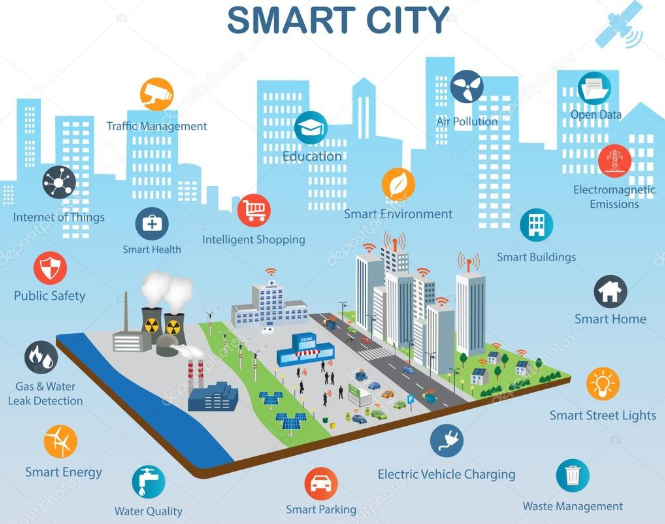 SMART CITY
Traffic Management
Air Pollution
Open Data
Education
Electromagnetic
Emissions
Internet of Things
Smart Environment
Smart Health
Intelligent Shopping
Smart Buildings
Public Safety
Smart Home
Gas & Water
Leak Detection
Smart Street Lights
Smart Energy
Electric Vehicle Charging
Water Quality
Smart Parking
Waste Management
depositphotos